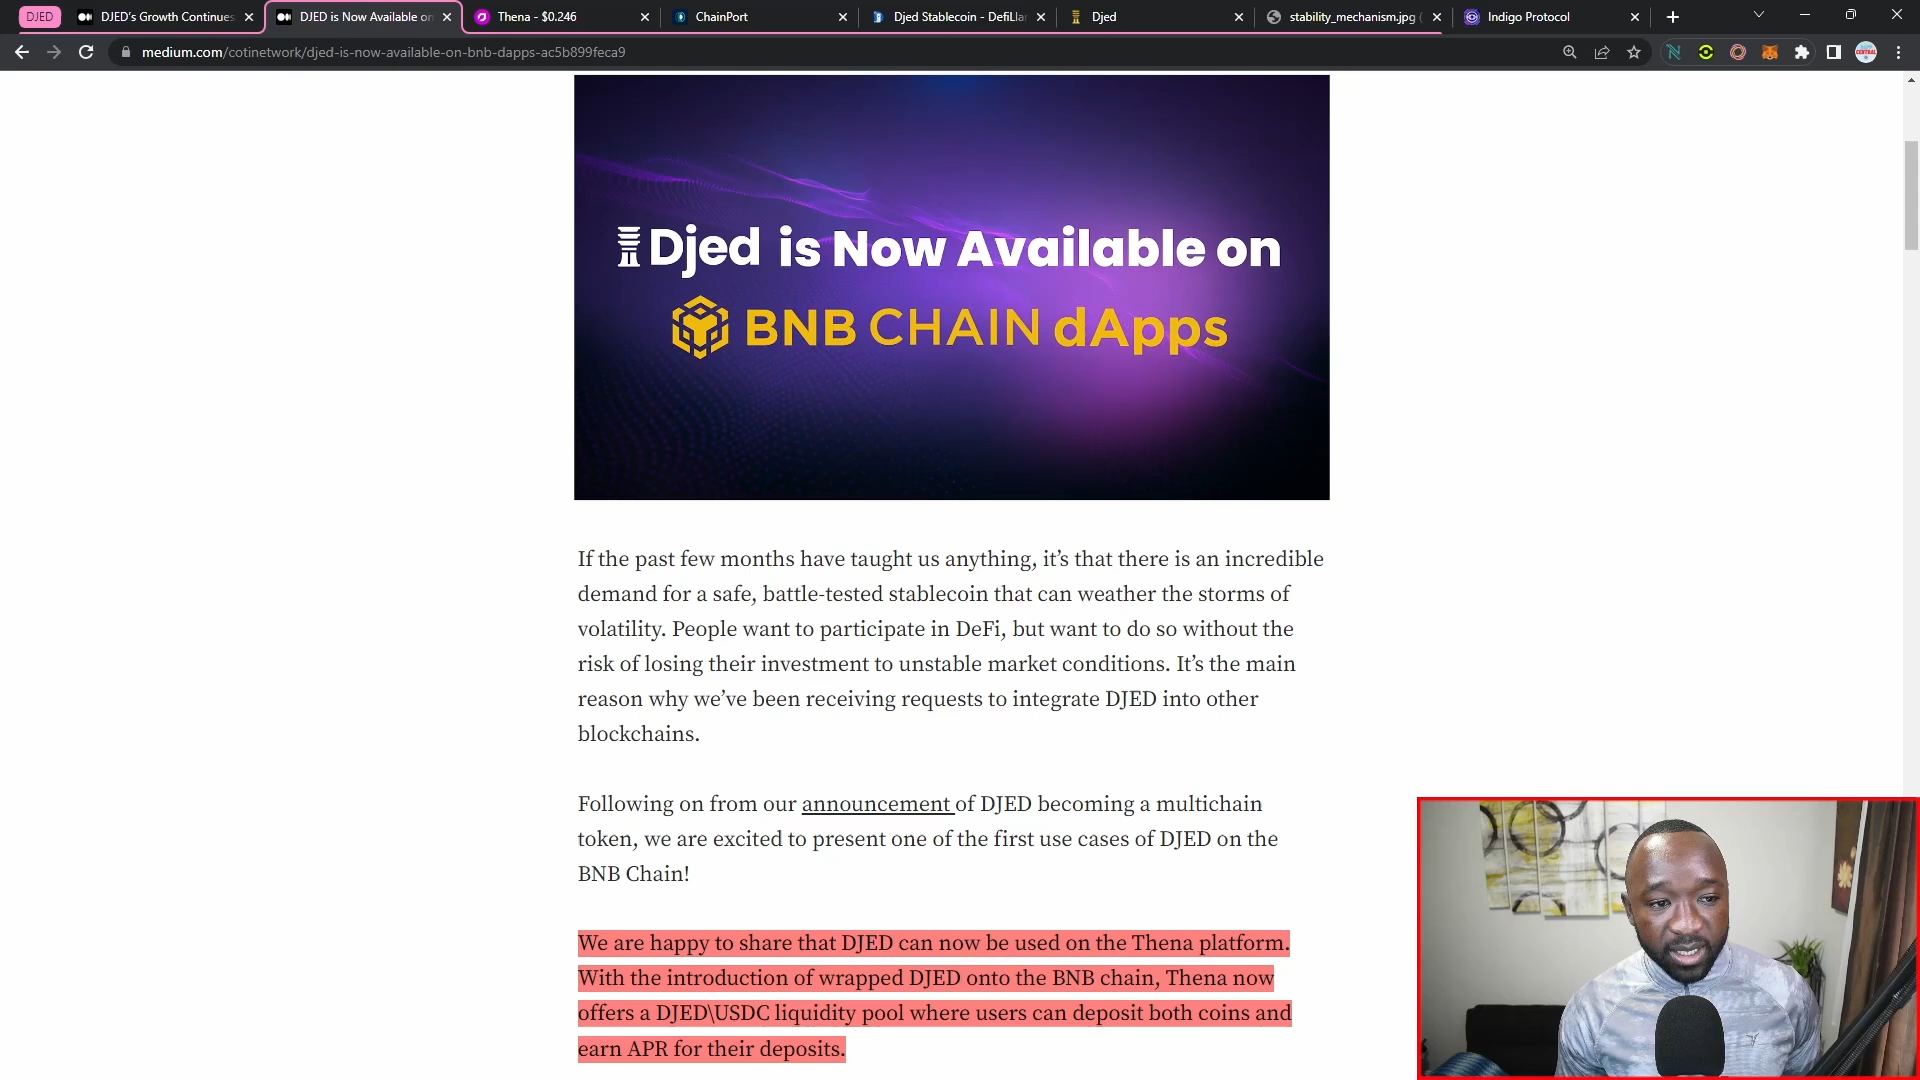 DJED
DJED's Growth Continues
DJED is Now Available on
Thena - $0.246
ChainPort
Djed Stablecoin - DefiLlar
Djed
stability_mechanism.jpg (
Indigo Protocol
medium.com/cotinetwork/djed-is-now-available-on-bnb-dapps-ac5b899feca9
Djed is Now Available on
BNB CHAIN dApps
If the past few months have taught us anything, it's that there is an incredible
demand for a safe, battle-tested stablecoin that can weather the storms of
volatility. People want to participate in DeFi, but want to do so without the
risk of losing their investment to unstable market conditions. It's the main
reason why we've been receiving requests to integrate DJED into other
blockchains.
Following on from our announcement of DJED becoming a multichain
token, we are excited to present one of the first use cases of DJED on the
BNB Chain!
We are happy to share that DJED can now be used on the Thena platform.
With the introduction of wrapped DJED onto the BNB chain, Thena now
offers a DJED\USDC liquidity pool where users can deposit both coins and
earn APR for their deposits.